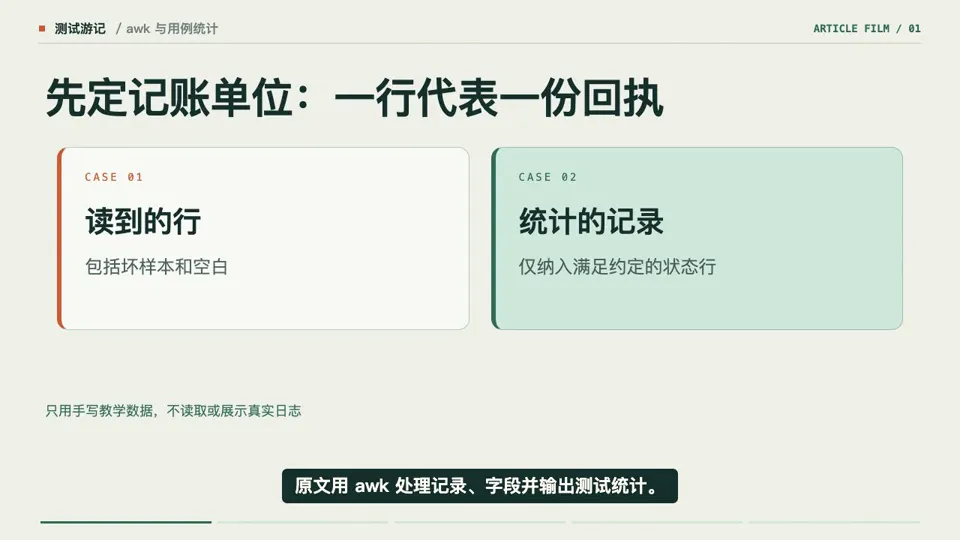 测试游记 / awk 与用例统计
ARTICLE FILM / 01
先定记账单位：一行代表一份回执
CASE 01
读到的行
包括坏样本和空白
CASE 02
统计的记录
仅纳入满足约定的状态行
只用手写教学数据，不读取或展示真实日志
原文用 awk 处理记录、字段并输出测试统计。